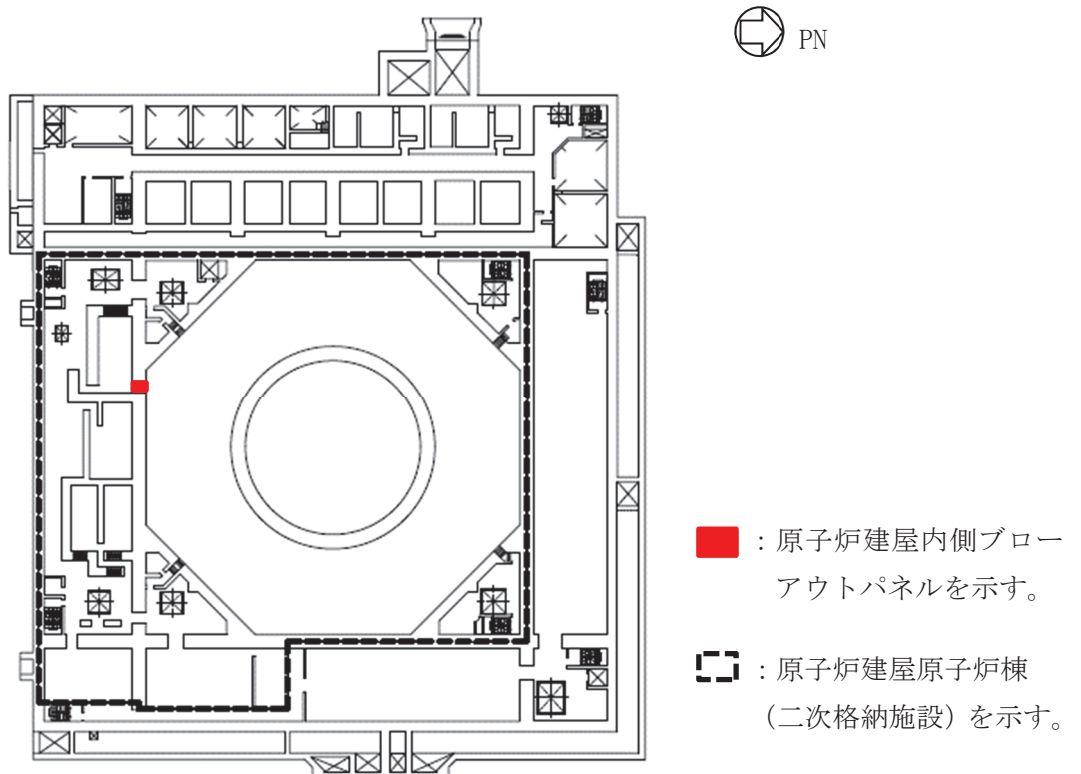 PN
：原子炉建屋内側ブロー
アウトパネルを示す。
：原子炉建屋原子炉棟
（二次格納施設）を示す。